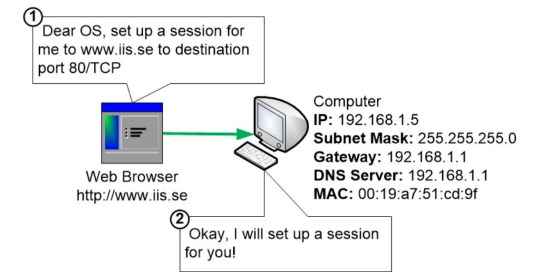 1
Dear OS, set up a session for
me to www.iis.se to destination
port 80/TCP
Web Browser
http://www.iis.se
Computer
IP: 192.168.1.5
Subnet Mask: 255.255.255.0
Gateway: 192.168.1.1
DNS Server: 192.168.1.1
MAC: 00:19:a7:51:cd:9f
2
Okay, I will set up a session
for you!